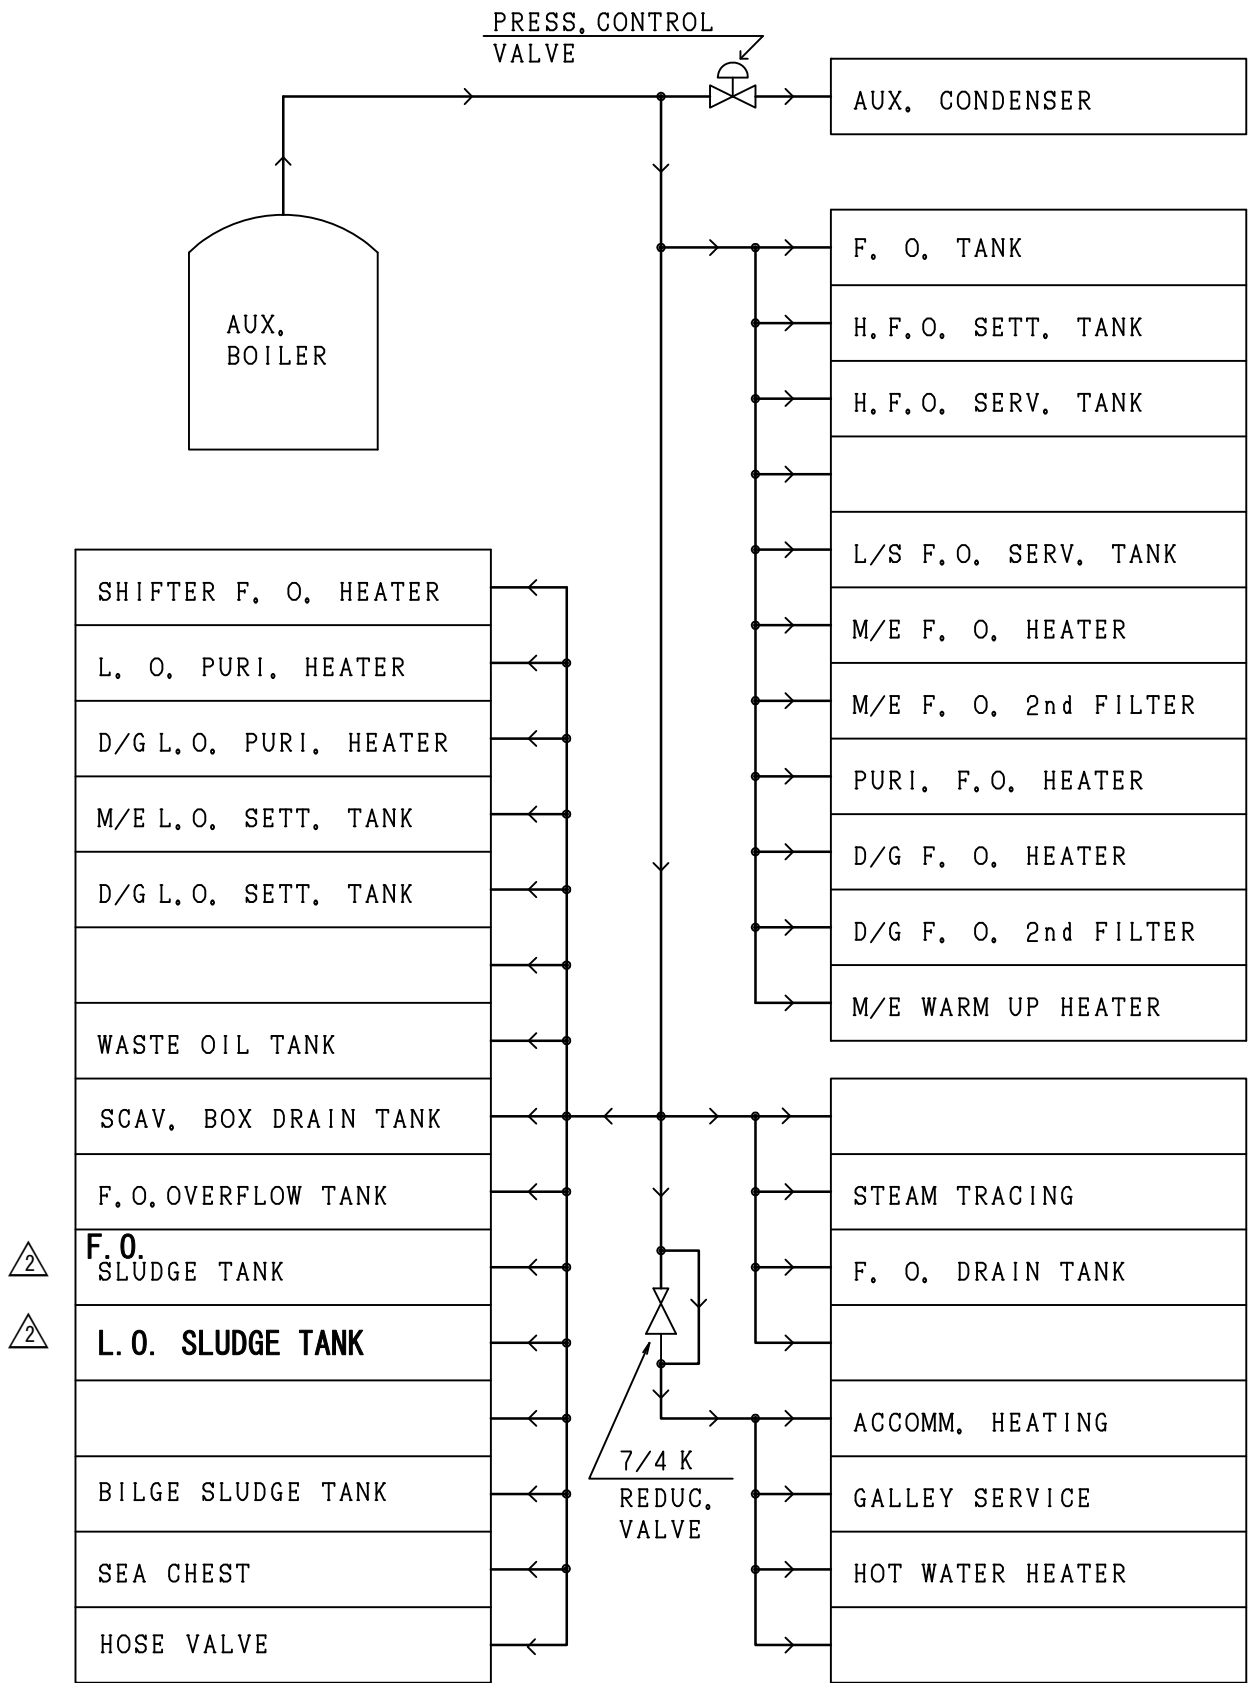 PRESS. CONTROL
VALVE
AUX. CONDENSER
AUX.
BOILER
F. O. TANK
H.F.O. SETT. TANK
H.F.O. SERV. TANK
L/S F.O. SERV. TANK
M/E F. O. HEATER
M/E F. O. 2nd FILTER
PURI. F.O. HEATER
D/G F. O. HEATER
D/G F. O. 2nd FILTER
M/E WARM UP HEATER
SHIFTER F. O. HEATER
L. O. PURI. HEATER
D/G L.O. PURI. HEATER
M/E L.O. SETT. TANK
D/G L.O. SETT. TANK
WASTE OIL TANK
SCAV. BOX DRAIN TANK
F.O.OVERFLOW TANK
2
F.O.
SLUDGE TANK
2
L.O. SLUDGE TANK
BILGE SLUDGE TANK
SEA CHEST
HOSE VALVE
7/4 K
REDUC.
VALVE
STEAM TRACING
F. O. DRAIN TANK
ACCOMM. HEATING
GALLEY SERVICE
HOT WATER HEATER